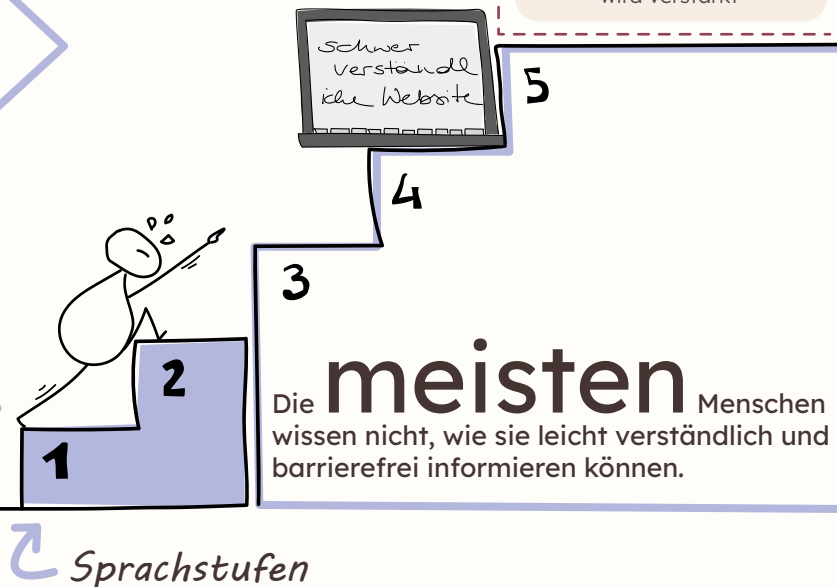 wird verstärkt
schwer
verständl
iche Website
5
4
3
2
1
Die meisten Menschen
wissen nicht, wie sie leicht verständlich und
barrierefrei informieren können.
Sprachstufen